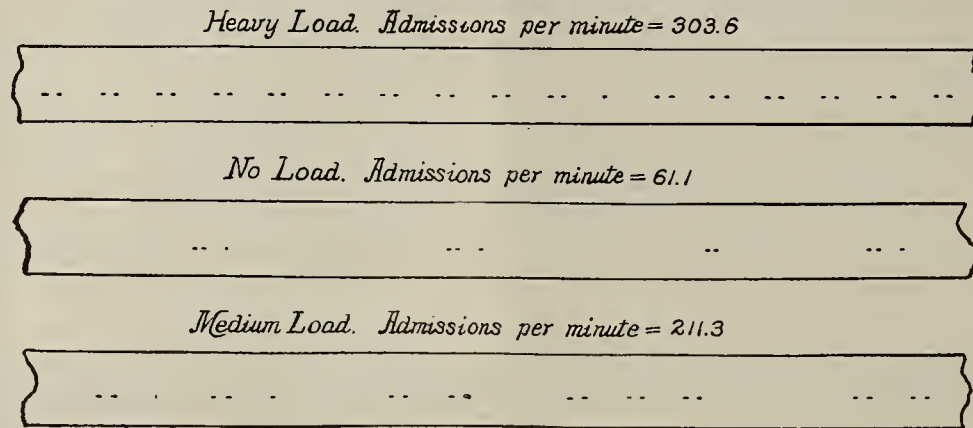 Heavy Load. Admissions per minute = 303.6
No Load. Admissions per minute = 61.1
Medium Load. Admissions per minute = 211.3